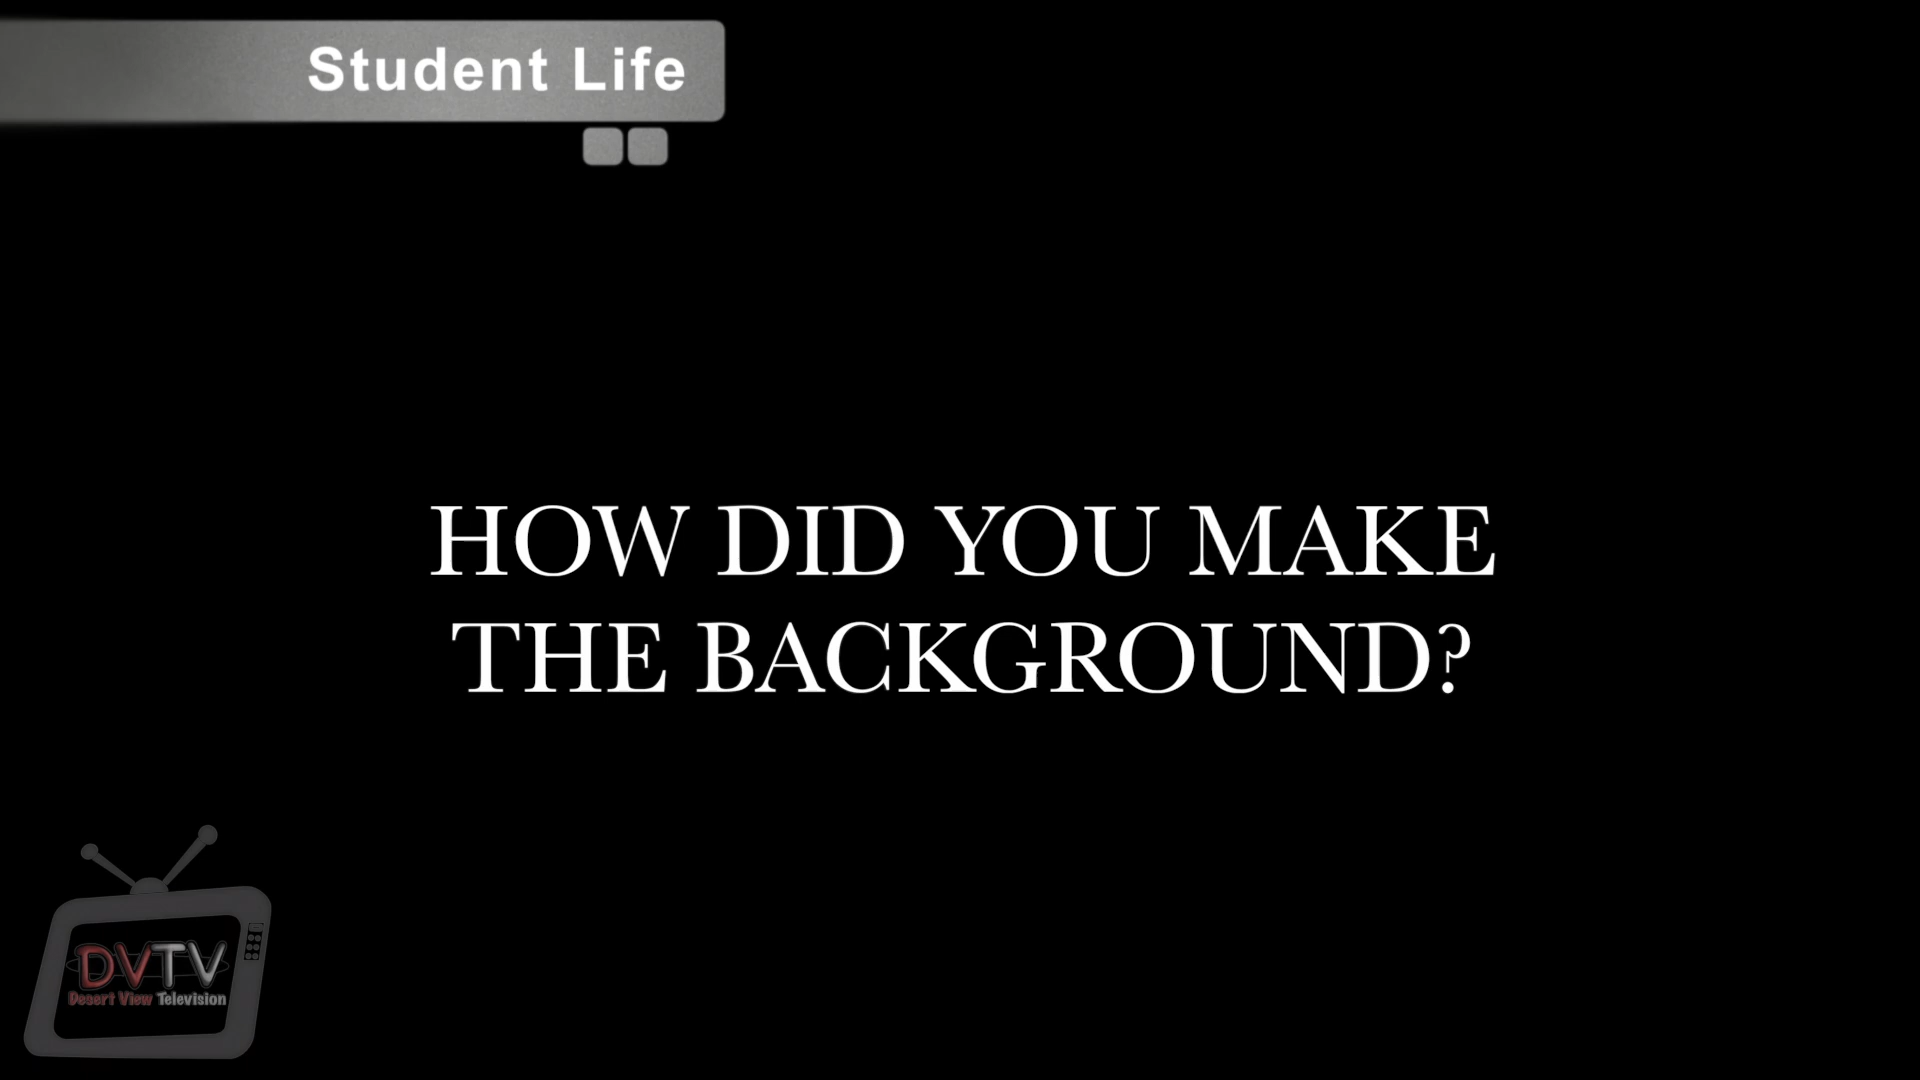 Student Life
HOW DID YOU MAKE
THE BACKGROUND?
DVTV
Desert View Television